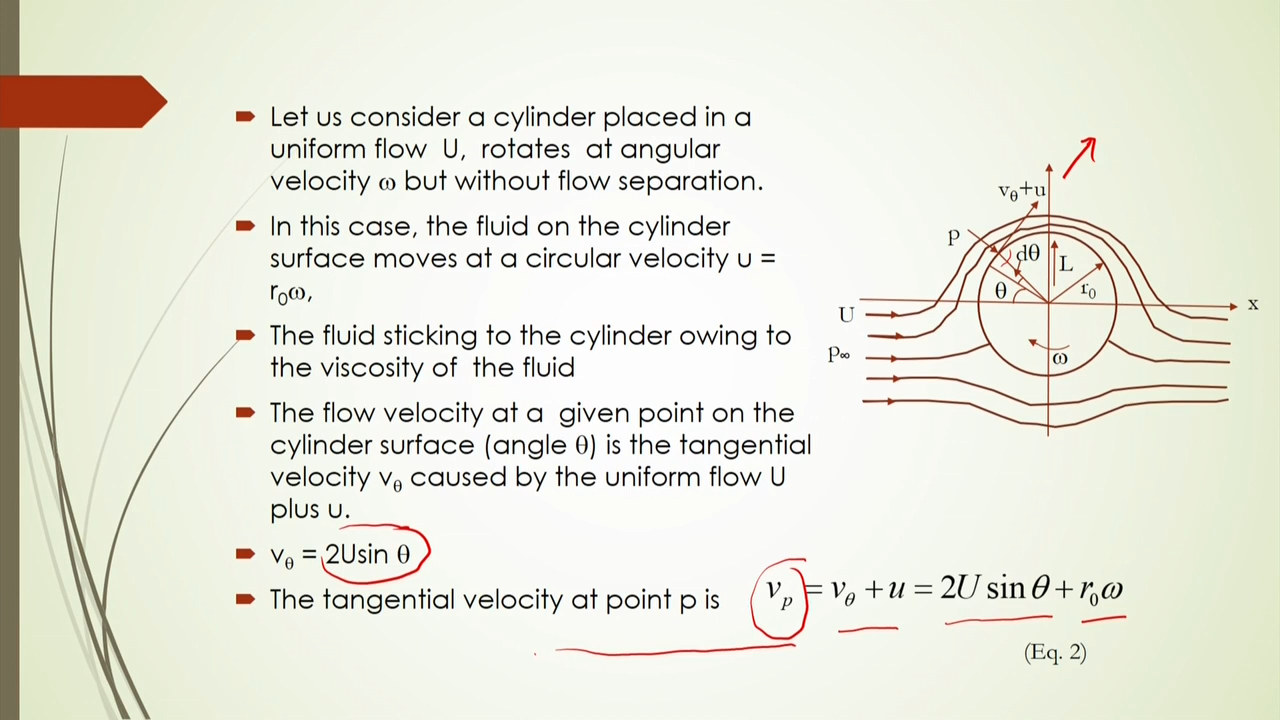 Let us consider a cylinder placed in a
uniform flow U, rotates at angular
velocity ω but without flow separation.
In this case, the fluid on the cylinder
surface moves at a circular velocity u =
r₀ω,
The fluid sticking to the cylinder owing to
the viscosity of the fluid
The flow velocity at a given point on the
cylinder surface (angle θ) is the tangential
velocity vθ caused by the uniform flow U
plus u.
vθ = 2Usin θ
The tangential velocity at point p is
v_p = v_θ + u = 2U sin θ + r₀ω
(Eq. 2)
vθ+u
p
dθ
L
θ
r₀
x
U
p∞
ω